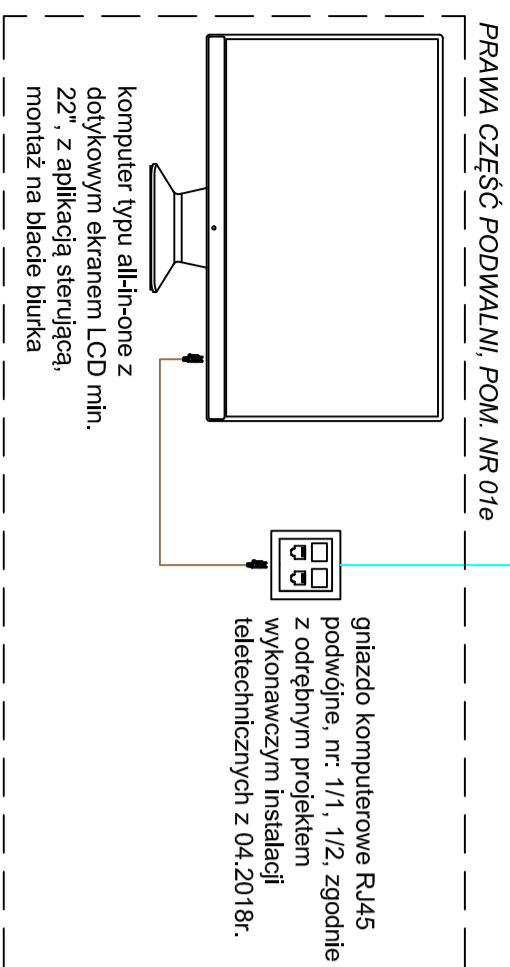 PRAWA CZĘŚĆ PODWALNI, POM. NR 01e
komputer typu all-in-one z
dotykowym ekranem LCD min.
22", z aplikacją sterującą,
montaż na blacie biurka
gniazdo komputerowe RJ45
podwójne, nr: 1/1, 1/2, zgodnie
z odrębnym projektem
wykonawczym instalacji
teletechnicznych z 04.2018r.